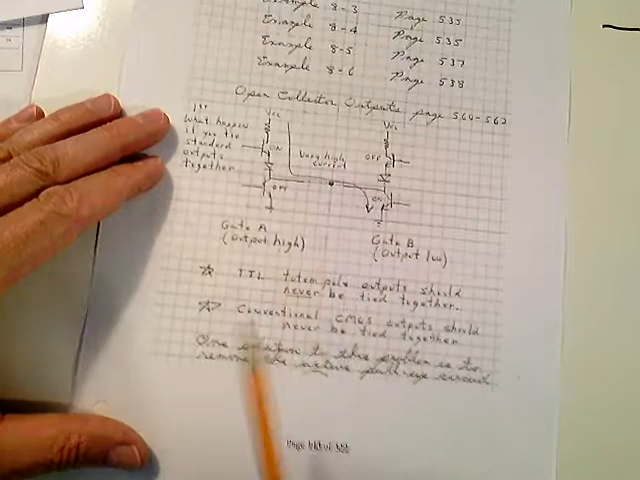 Example 8-3 Page 535
Example 8-4 Page 535
Example 8-5 Page 537
Example 8-6 Page 538
Open Collector Outputs page 560-562
1st
What happen
if you tie
standard
outputs
together
Vcc
ON
OFF
Very high
current
Vcc
OFF
ON
Gate A
(Output high)
Gate B
(Output low)
☆ TTL totem pole outputs should
never be tied together.
☆ Conventional CMOS outputs should
never be tied together
One solution to this problem is to
remove the active pull-up
Page of